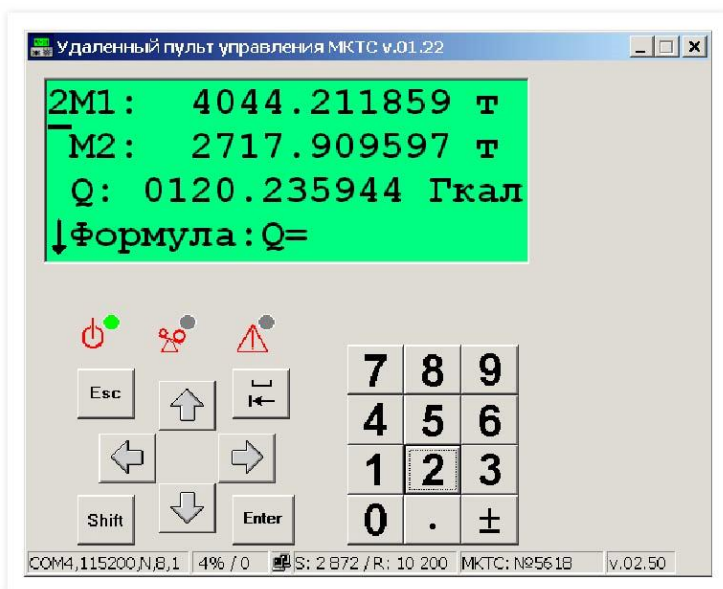 Удаленный пульт управления МКТС v.01.22
2М1: 4044.211859 т
М2: 2717.909597 т
Q: 0120.235944 Гкал
↓Формула:Q=
7 8 9
Esc
4 5 6
1 2 3
Shift Enter 0 . ±
COM4,115200,N,8,1 4% / 0 S: 2 872 / R: 10 200 МКТС: №5618 v.02.50